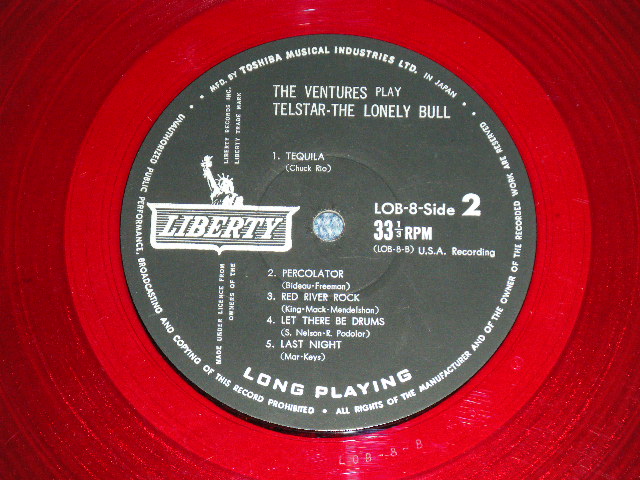 MFD. BY TOSHIBA MUSICAL INDUSTRIES LTD. IN JAPAN •
UNAUTHORIZED PUBLIC PERFORMANCE, BROADCASTING AND COPYING OF THIS RECORD PROHIBITED • ALL RIGHTS OF THE MANUFACTURER AND OF THE OWNER OF THE RECORDED WORK ARE RESERVED
THE VENTURES PLAY
TELSTAR-THE LONELY BULL
LIBERTY RECORDS INC.
LIBERTY TRADE MARK
1. TEQUILA
(Chuck Rio)
LIBERTY
LOB-8-Side 2
33 1/3 RPM
(LOB-8-B) U.S.A. Recording
MADE UNDER LICENCE FROM
OWNERS OF THE
2. PERCOLATOR
(Bideau-Freeman)
3. RED RIVER ROCK
(King-Mack-Mendelshan)
4. LET THERE BE DRUMS
(S. Nelson-R. Podolor)
5. LAST NIGHT
(Mar-Keys)
LONG PLAYING
LOB-8-B